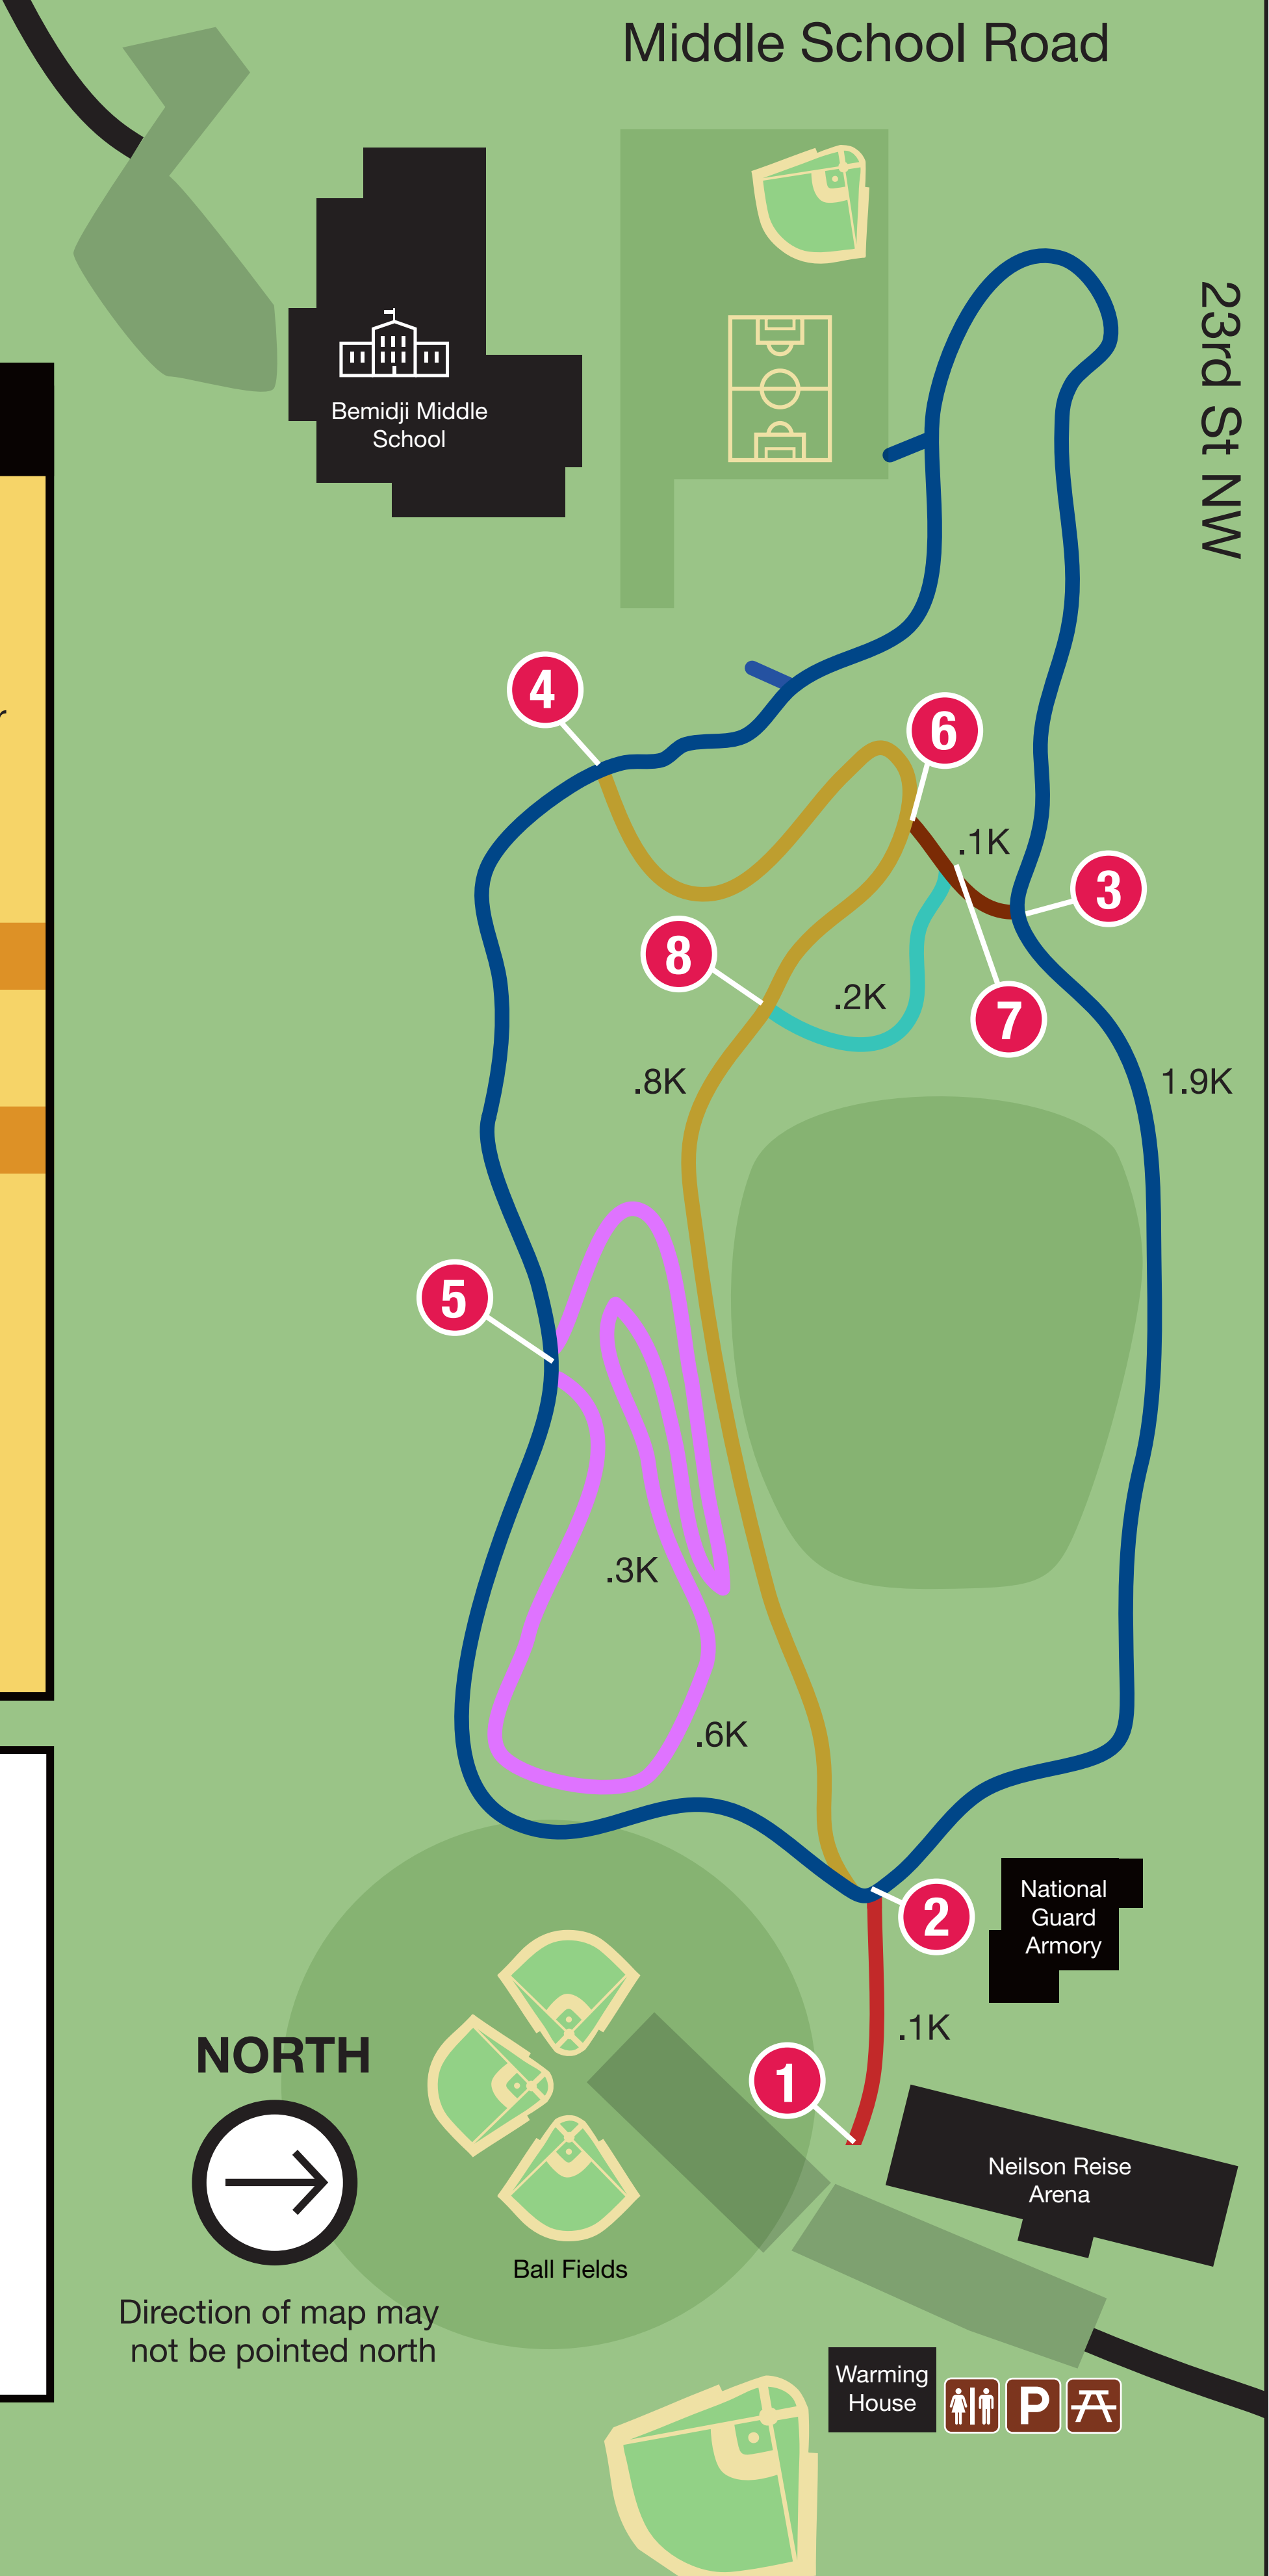 Middle School Road
23rd St NW
Bemidji Middle
School
r
4
6
.1K
3
8
.2K
7
.8K
1.9K
5
.3K
.6K
2
National
Guard
Armory
.1K
NORTH
1
Neilson Reise
Arena
Ball Fields
Direction of map may
not be pointed north
Warming
House
P